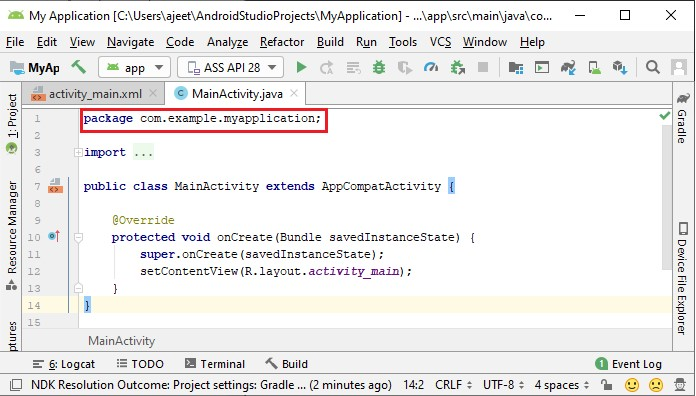 My Application [C:\Users\ajeet\AndroidStudioProjects\MyApplication] - ...\app\src\main\java\co...
File Edit View Navigate Code Analyze Refactor Build Run Tools VCS Window Help
MyAp app ASS API 28
activity_main.xml MainActivity.java
1 package com.example.myapplication;
2
3 import ...
6
7 public class MainActivity extends AppCompatActivity {
8
9 @Override
10 protected void onCreate(Bundle savedInstanceState) {
11 super.onCreate(savedInstanceState);
12 setContentView(R.layout.activity_main);
13 }
14 }
15
MainActivity
1: Project
Resource Manager
ptures
Gradle
Device File Explorer
6: Logcat TODO Terminal Build 1 Event Log
NDK Resolution Outcome: Project settings: Gradle ... (2 minutes ago) 14:2 CRLF UTF-8 4 spaces